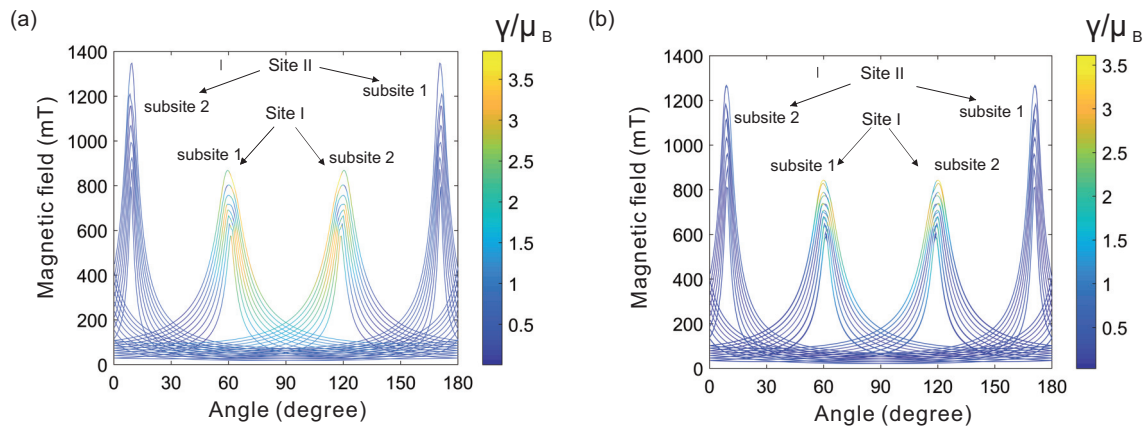 (a)
γ/μ B
1400
1200
1000
800
600
400
200
0
Magnetic field (mT)
I
Site II
subsite 2
subsite 1
Site I
subsite 1
subsite 2
0 30 60 90 120 150 180
Angle (degree)
3.5
3
2.5
2
1.5
1
0.5
(b)
γ/μ B
1400
1200
1000
800
600
400
200
0
Magnetic field (mT)
I
Site II
subsite 2
subsite 1
Site I
subsite 1
subsite 2
0 30 60 90 120 150 180
Angle (degree)
3.5
3
2.5
2
1.5
1
0.5